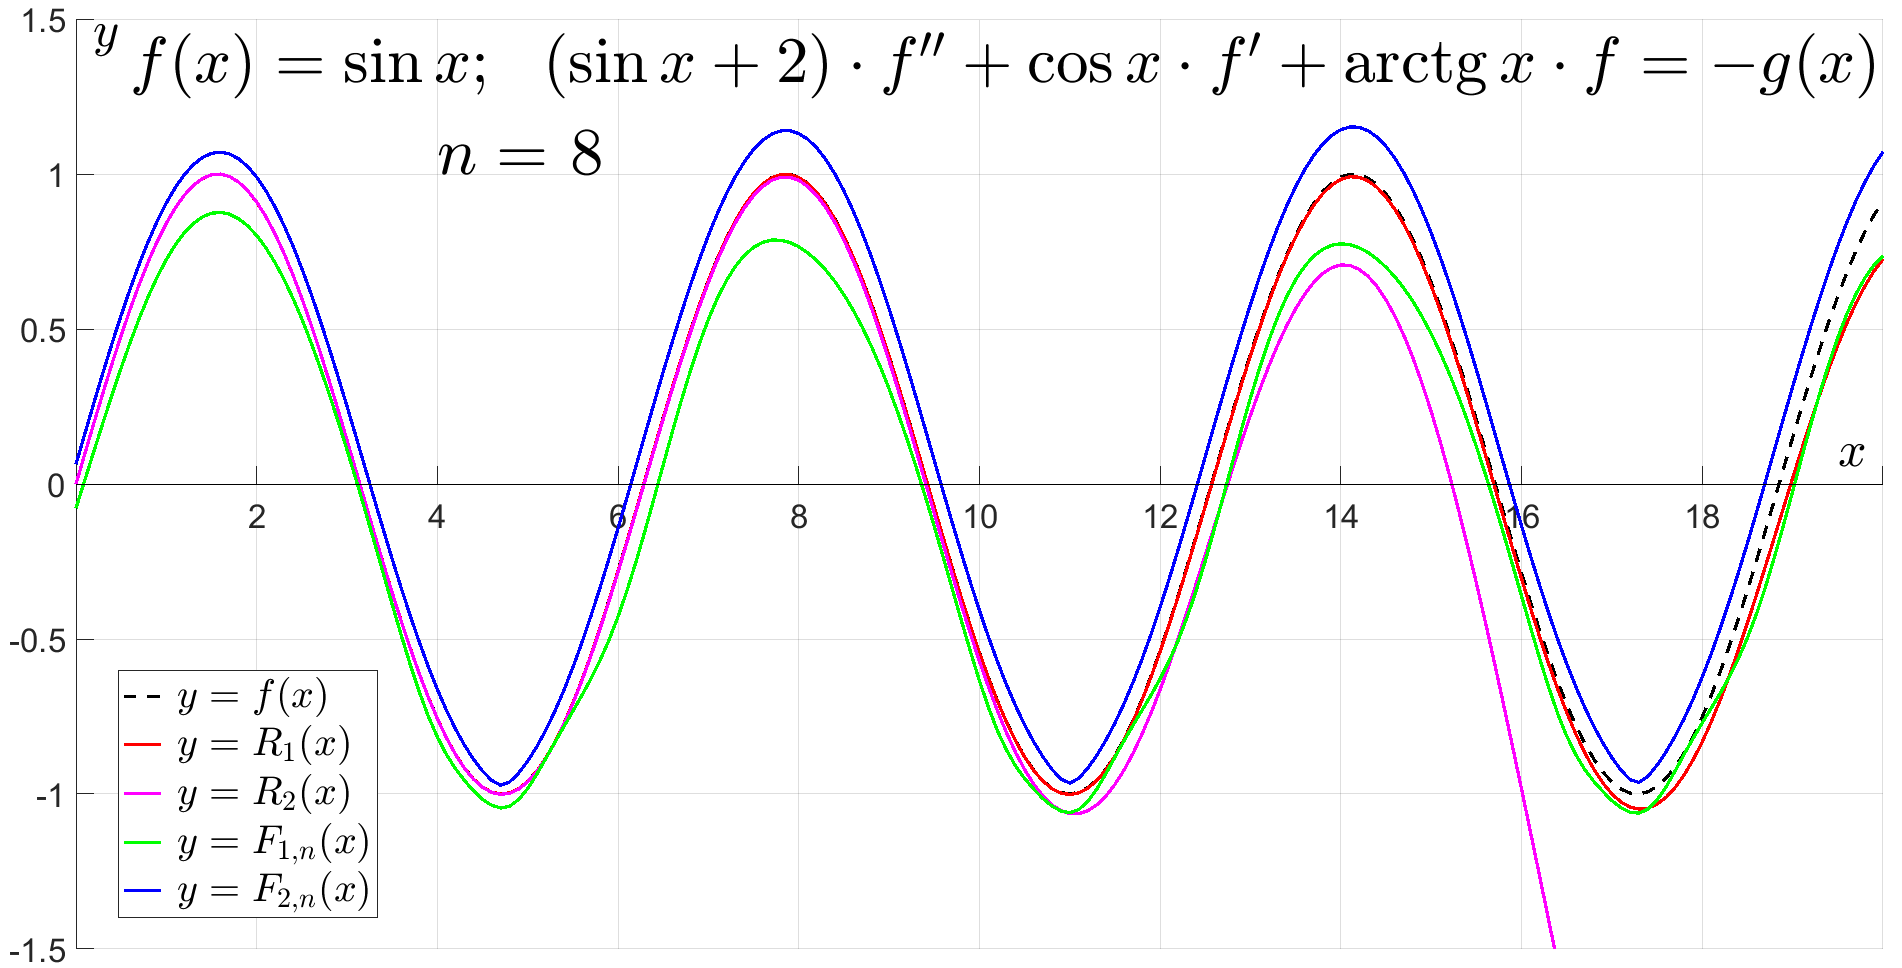 1.5
y
f(x) = sin x; (sin x + 2) · f″ + cos x · f′ + arctg x · f = −g(x)
n = 8
1
0.5
x
0
2 4 6 8 10 12 14 16 18
-0.5
y = f(x)
y = R₁(x)
-1
y = R₂(x)
y = F₁,ₙ(x)
y = F₂,ₙ(x)
-1.5